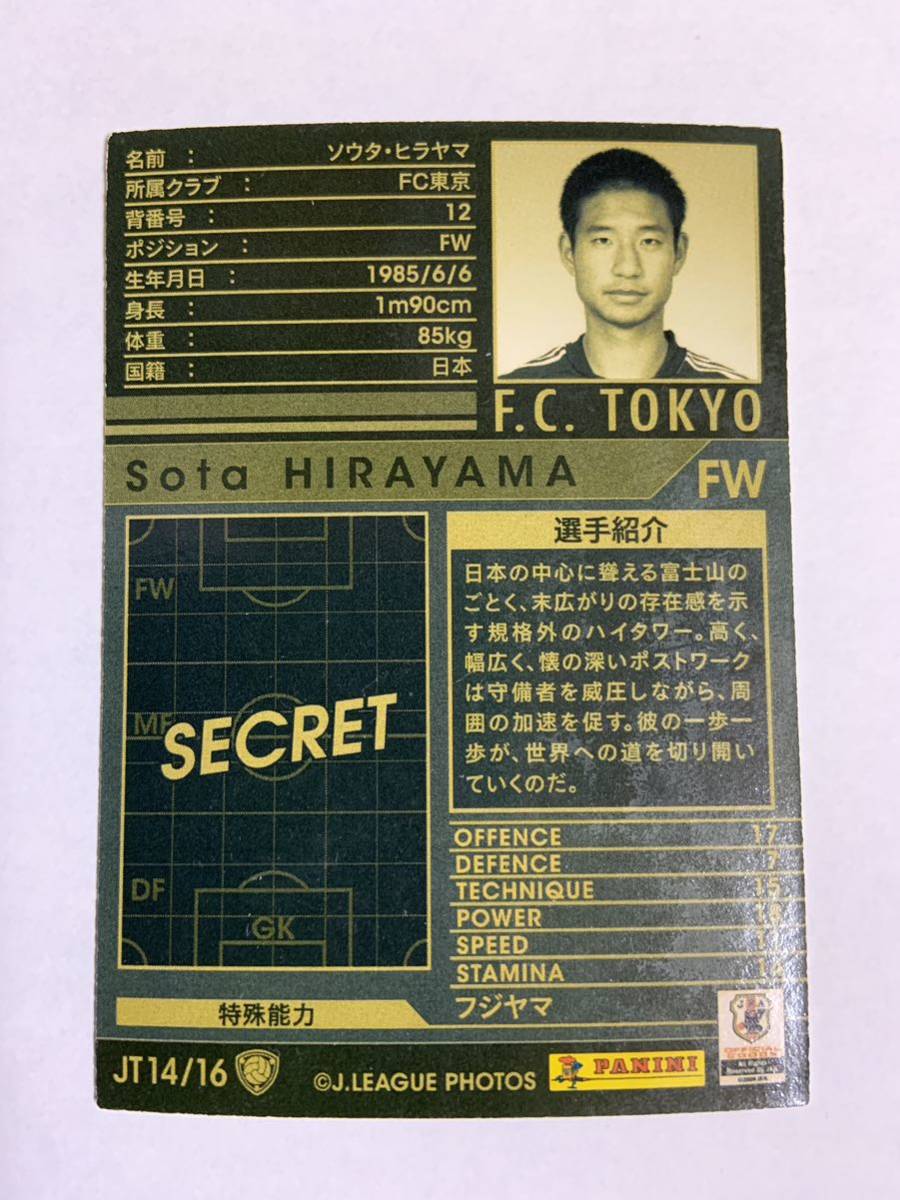 名前 : ソウタ・ヒラヤマ
所属クラブ : FC東京
背番号 : 12
ポジション : FW
生年月日 : 1985/6/6
身長 : 1m90cm
体重 : 85kg
国籍 : 日本
F.C. TOKYO
Sota HIRAYAMA
FW
FW
MF
SECRET
DF
GK
選手紹介
日本の中心に聳える富士山の
ごとく、末広がりの存在感を示
す規格外のハイタワー。高く、
幅広く、懐の深いポストワーク
は守備者を威圧しながら、周
囲の加速を促す。彼の一歩一
歩が、世界への道を切り開い
ていくのだ。
OFFENCE 17
DEFENCE 7
TECHNIQUE 15
POWER
SPEED
STAMINA
特殊能力
フジヤマ
JT14/16
©J.LEAGUE PHOTOS
PANINI
OFFICIAL
GOODS